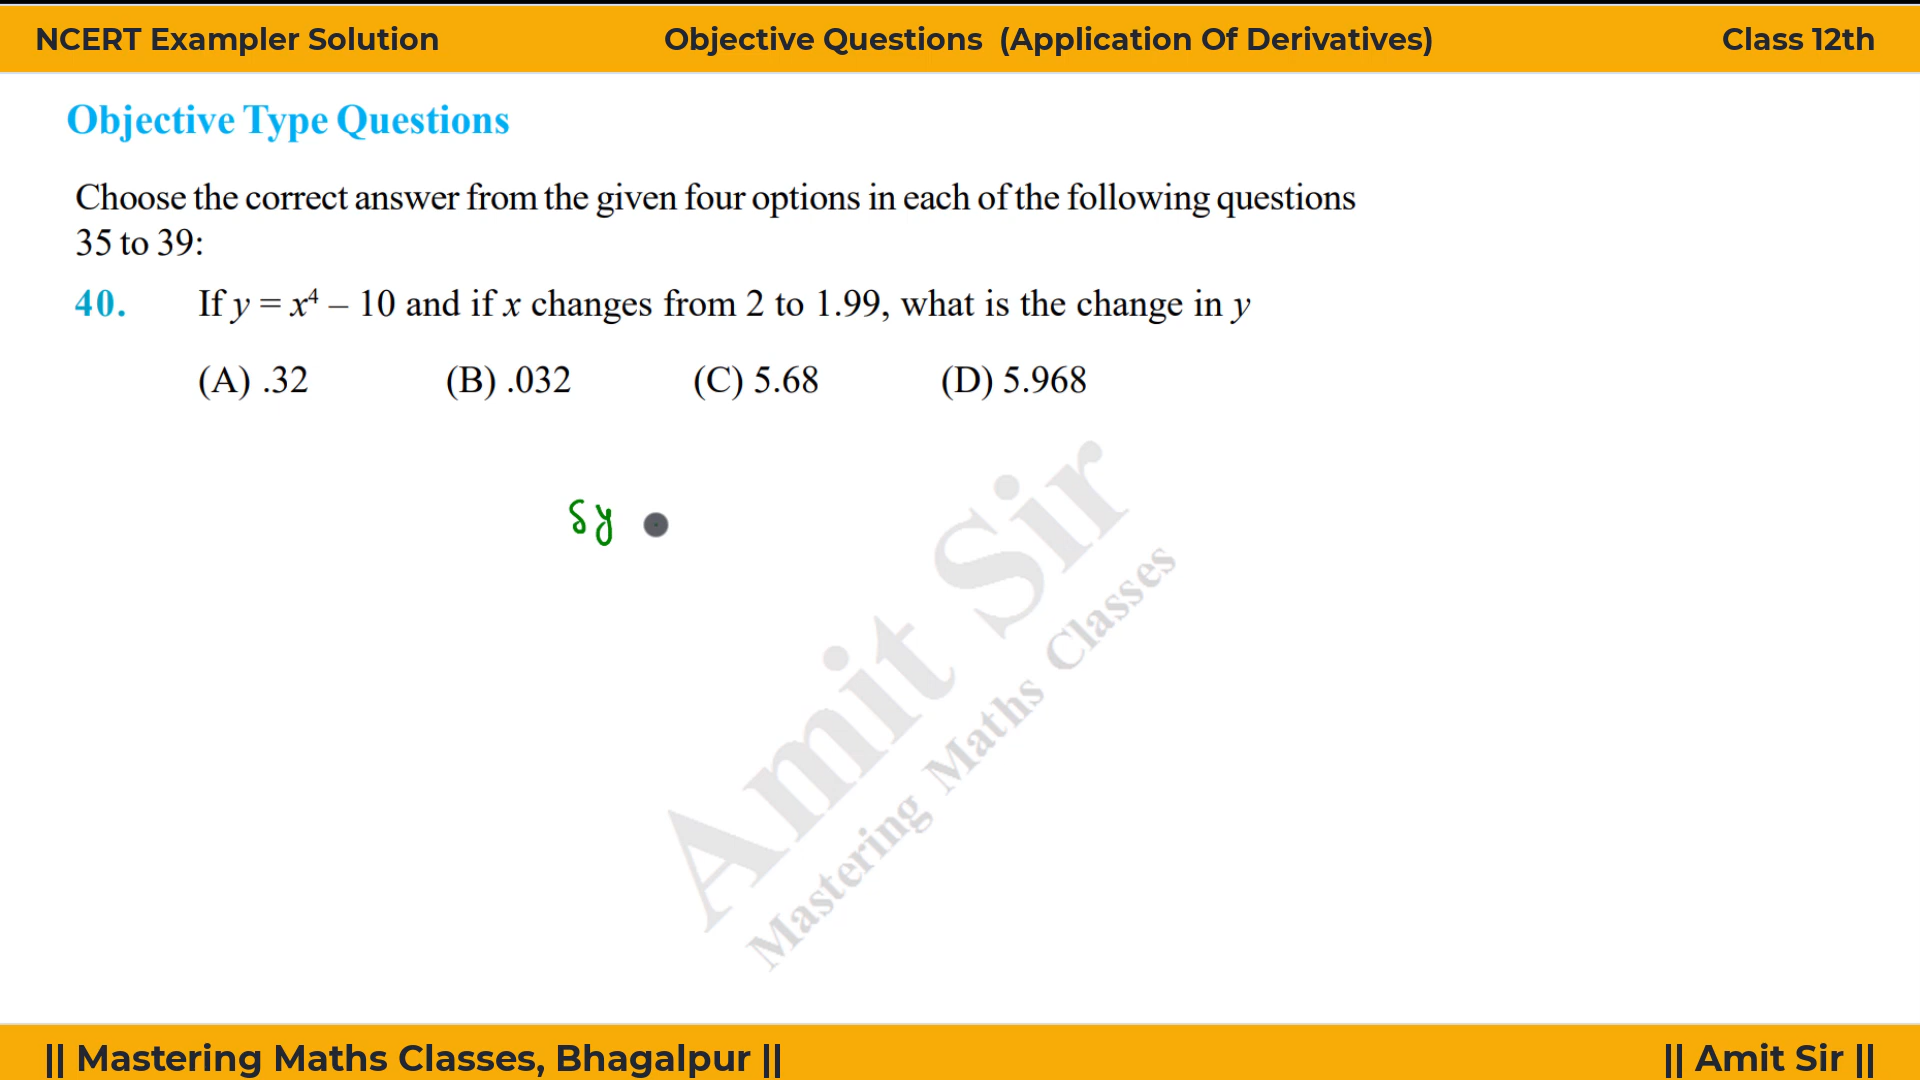 NCERT Exampler Solution Objective Questions (Application Of Derivatives) Class 12th
Objective Type Questions
Choose the correct answer from the given four options in each of the following questions
35 to 39:
40. If y = x⁴ – 10 and if x changes from 2 to 1.99, what is the change in y
(A) .32 (B) .032 (C) 5.68 (D) 5.968
δy
Amit Sir
Mastering Maths Classes
|| Mastering Maths Classes, Bhagalpur || || Amit Sir ||